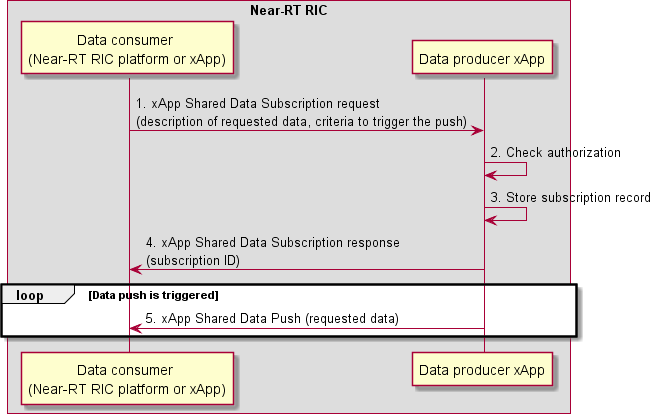 Near-RT RIC
Data consumer
(Near-RT RIC platform or xApp)
Data producer xApp
1. xApp Shared Data Subscription request
(description of requested data, criteria to trigger the push)
2. Check authorization
3. Store subscription record
4. xApp Shared Data Subscription response
(subscription ID)
loop
[Data push is triggered]
5. xApp Shared Data Push (requested data)
Data consumer
(Near-RT RIC platform or xApp)
Data producer xApp